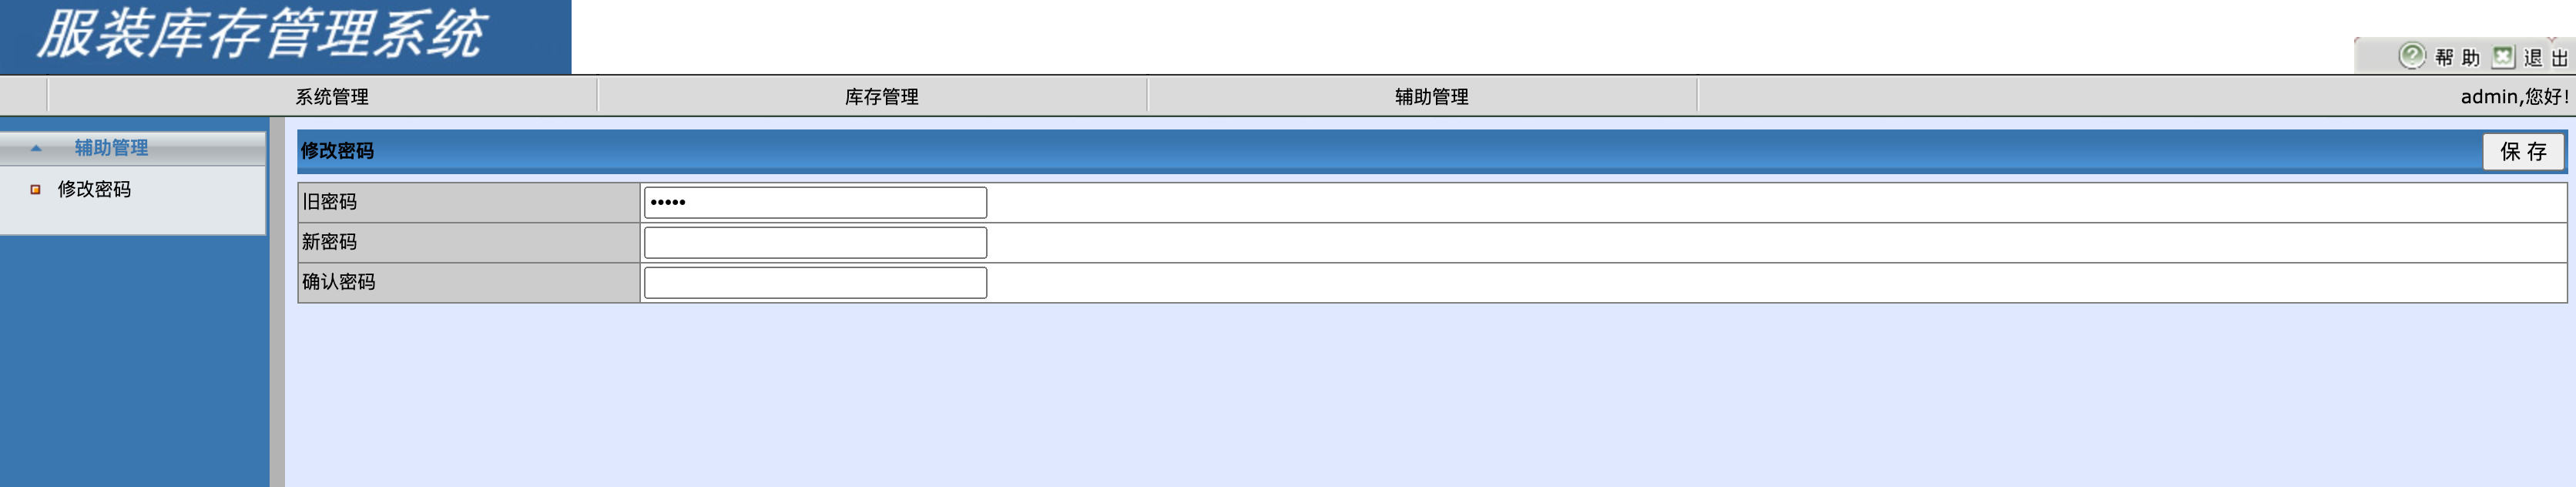 服装库存管理系统
帮 助 退 出
系统管理 库存管理 辅助管理 admin,您好!
辅助管理
修改密码
修改密码 保 存
旧密码 •••••
新密码
确认密码